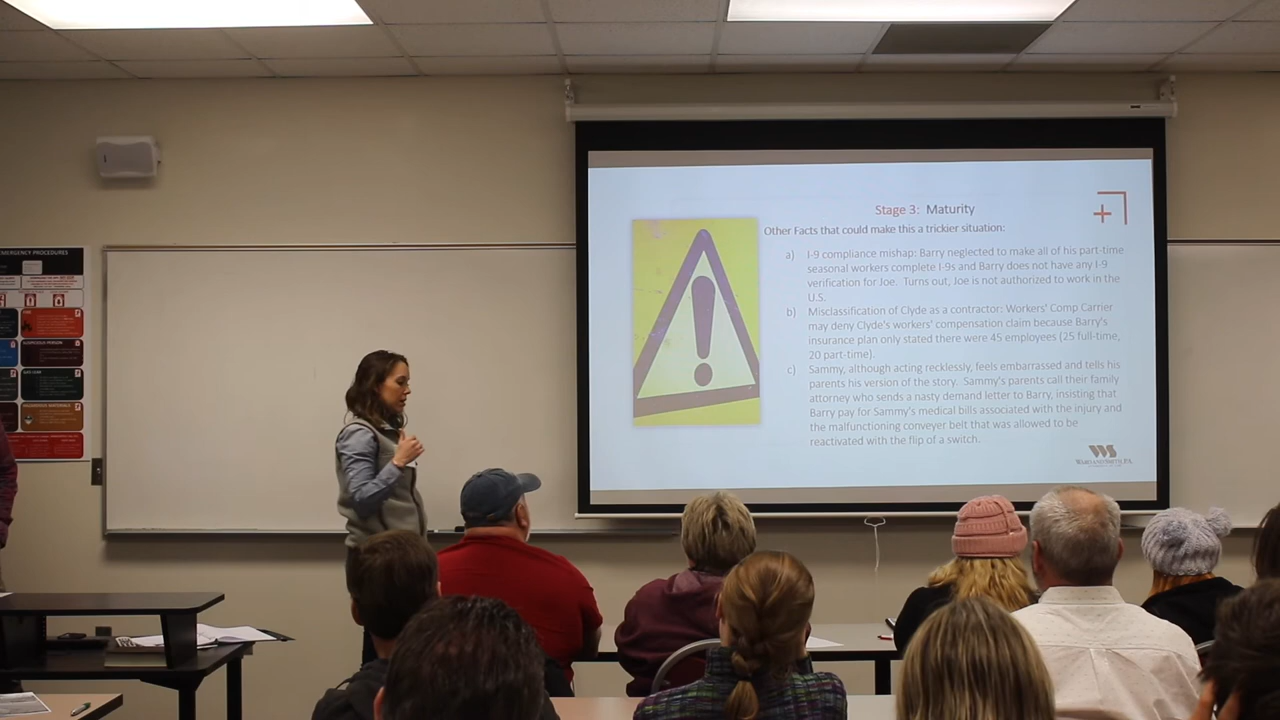 EMERGENCY PROCEDURES
Stage 3: Maturity
Other Facts that could make this a trickier situation:
a) I-9 compliance mishap: Barry neglected to make all of his part-time
seasonal workers complete I-9s and Barry does not have any I-9
verification for Joe. Turns out, Joe is not authorized to work in the
U.S.
b) Misclassification of Clyde as a contractor: Workers' Comp Carrier
may deny Clyde's workers' compensation claim because Barry's
insurance plan only stated there were 45 employees (25 full-time,
20 part-time).
c) Sammy, although acting recklessly, feels embarrassed and tells his
parents his version of the story. Sammy's parents call their family
attorney who sends a nasty demand letter to Barry, insisting that
Barry pay for Sammy's medical bills associated with the injury and
the malfunctioning conveyer belt that was allowed to be
reactivated with the flip of a switch.
WARD AND SMITH, P.A.